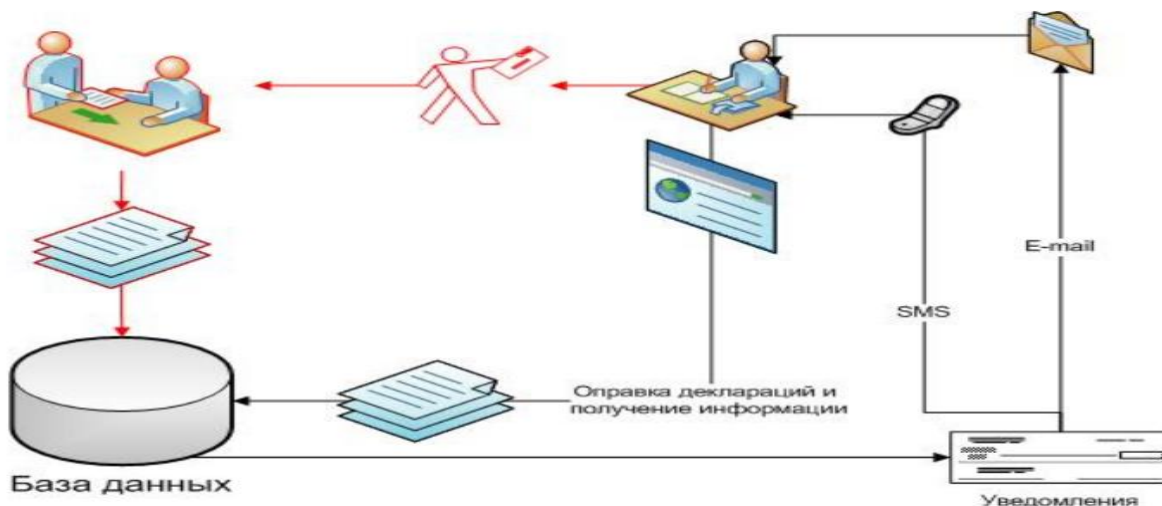 E-mail
SMS
Оправка деклараций и
получение информации
База данных
Уведомления